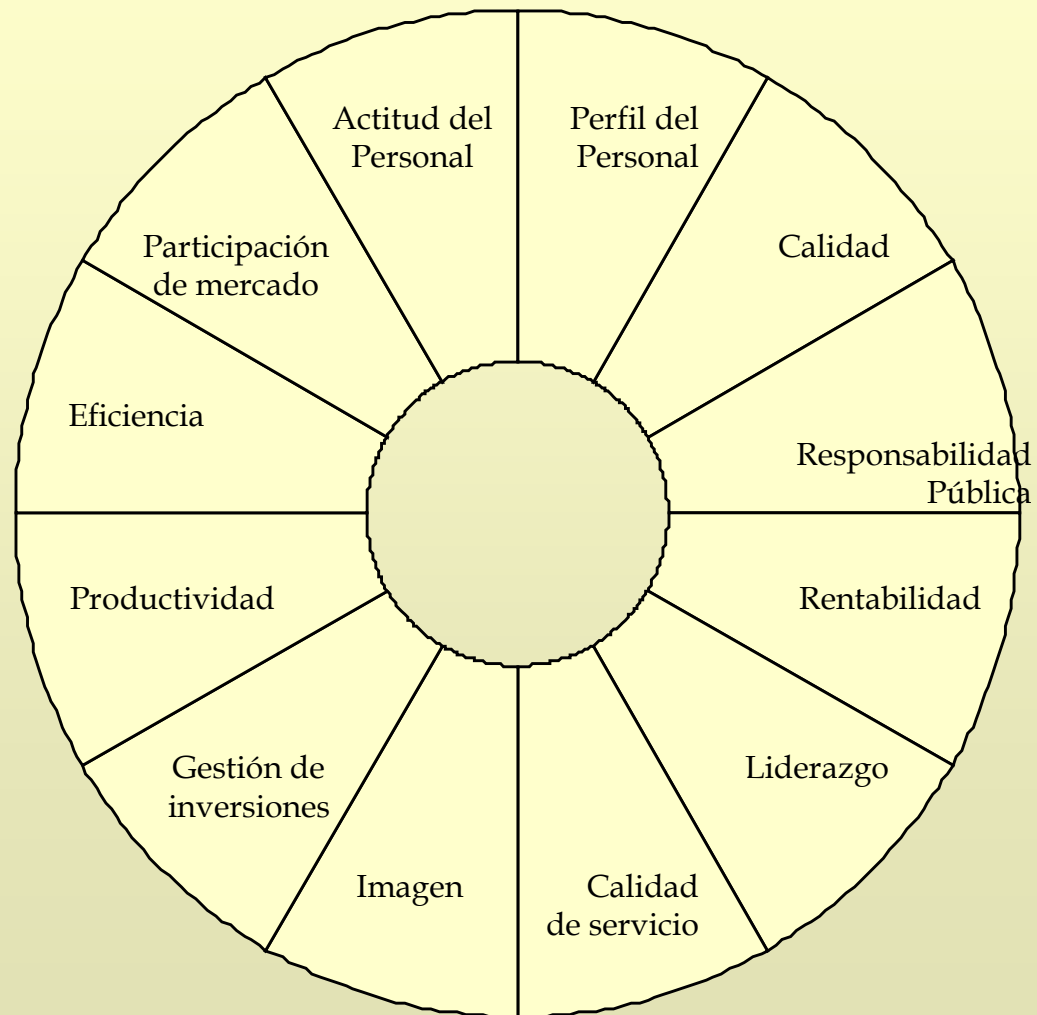 Actitud del
Personal
Perfil del
Personal
Calidad
Responsabilidad
Pública
Rentabilidad
Liderazgo
Calidad
de servicio
Imagen
Gestión de
inversiones
Productividad
Eficiencia
Participación
de mercado